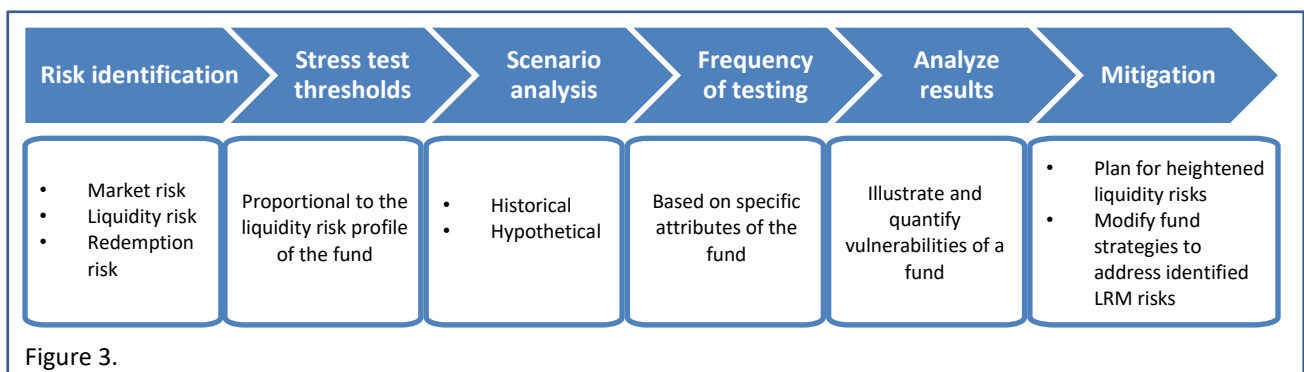 Risk identification
Stress test
thresholds
Scenario
analysis
Frequency
of testing
Analyze
results
Mitigation
• Market risk
• Liquidity risk
• Redemption
risk
Proportional to the
liquidity risk profile
of the fund
• Historical
• Hypothetical
Based on specific
attributes of the
fund
Illustrate and
quantify
vulnerabilities of a
fund
• Plan for heightened
liquidity risks
• Modify fund
strategies to
address identified
LRM risks
Figure 3.